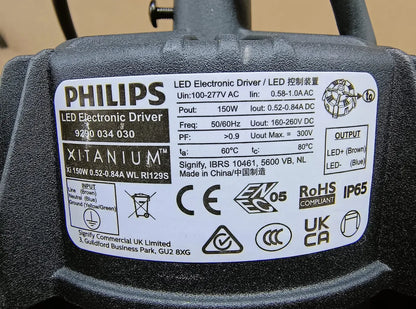 PHILIPS
LED Electronic Driver
9290 034 030
XITANIUM™
Xi 150W 0.52-0.84A WL RI129S
LED Electronic Driver / LED 控制装置
Uin:100-277V AC Iin: 0.58-1.0A AC
Pout: 150W Iout: 0.52-0.84A DC
Freq: 50/60Hz Uout: 160-260V DC
PF: >0.9 Uout Max. = 300V
ta: 60°C tc: 80°C
Signify, IBRS 10461, 5600 VB, NL
Made in China/中国制造
OUTPUT
LED+ (Brown)
LED- (Blue)
INPUT
Line (Brown)
Neutral (Blue)
Ground (Yellow/Green)
ENEC 05
RoHS
COMPLIANT
IP65
Signify Commercial UK Limited
3, Guildford Business Park, GU2 8XG
CCC
CE
UK
CA